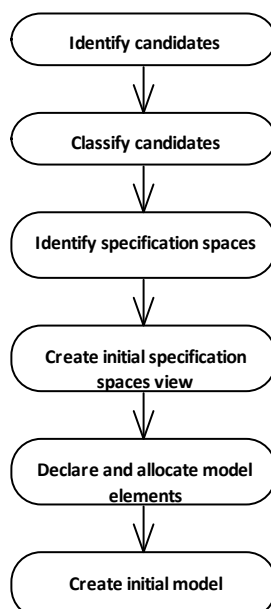 Identify candidates
Classify candidates
Identify specification spaces
Create initial specification
spaces view
Declare and allocate model
elements
Create initial model